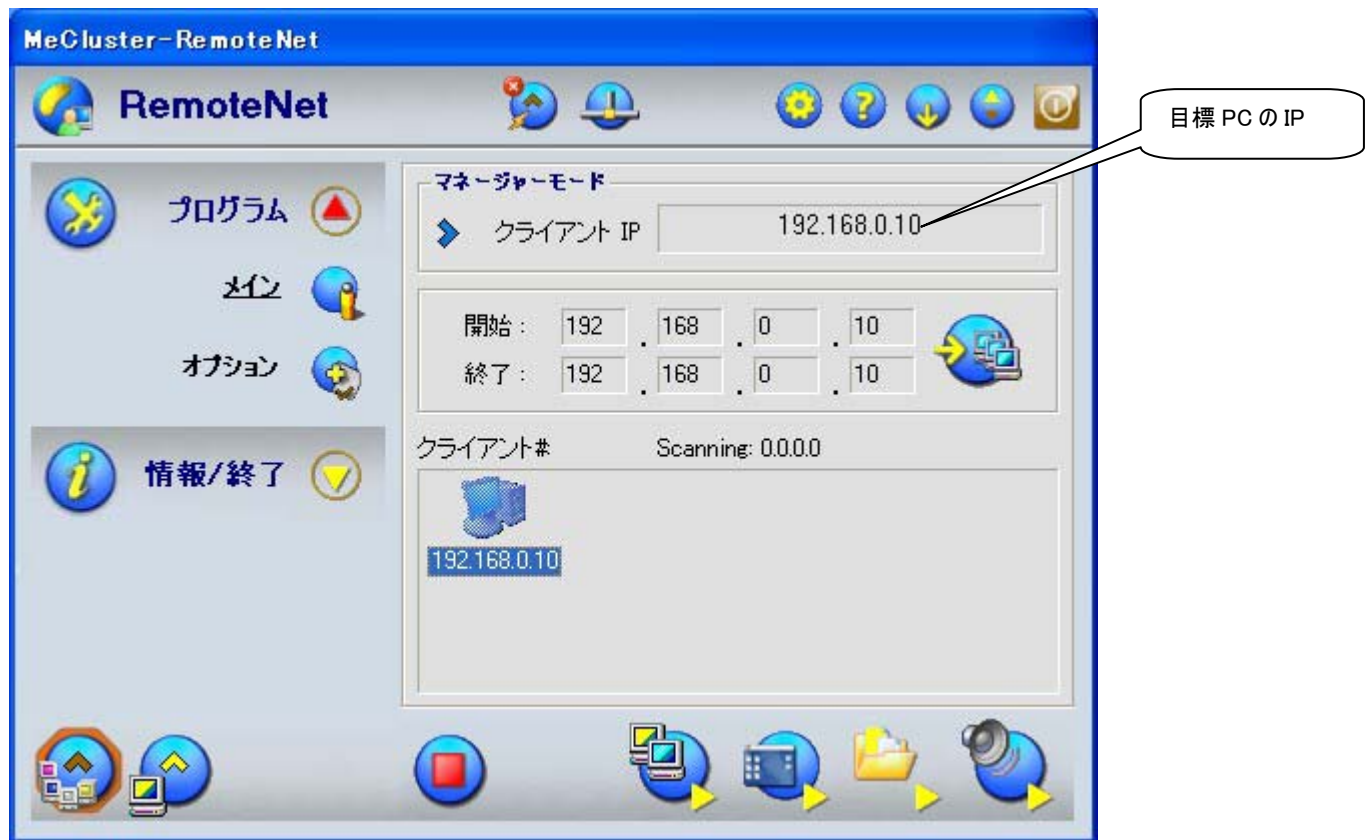 MeCluster-RemoteNet
RemoteNet
目標 PC の IP
プログラム
メイン
オプション
情報/終了
マネージャーモード
クライアント IP 192.168.0.10
開始 : 192 . 168 . 0 . 10
終了 : 192 . 168 . 0 . 10
クライアント# Scanning: 0.0.0.0
192.168.0.10